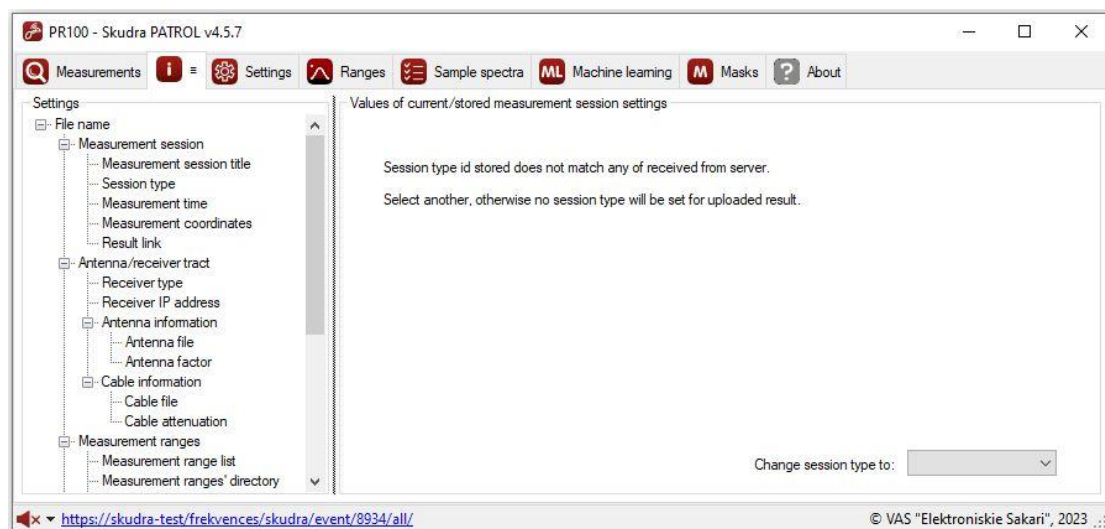 PR100 - Skudra PATROL v4.5.7
Measurements i ≡ Settings Ranges Sample spectra ML Machine learning M Masks ? About
Settings
File name
Measurement session
Measurement session title
Session type
Measurement time
Measurement coordinates
Result link
Antenna/receiver tract
Receiver type
Receiver IP address
Antenna information
Antenna file
Antenna factor
Cable information
Cable file
Cable attenuation
Measurement ranges
Measurement range list
Measurement ranges' directory
Values of current/stored measurement session settings
Session type id stored does not match any of received from server.
Select another, otherwise no session type will be set for uploaded result.
Change session type to:
https://skudra-test/frekvences/skudra/event/8934/all/
© VAS "Elektroniskie Sakari", 2023